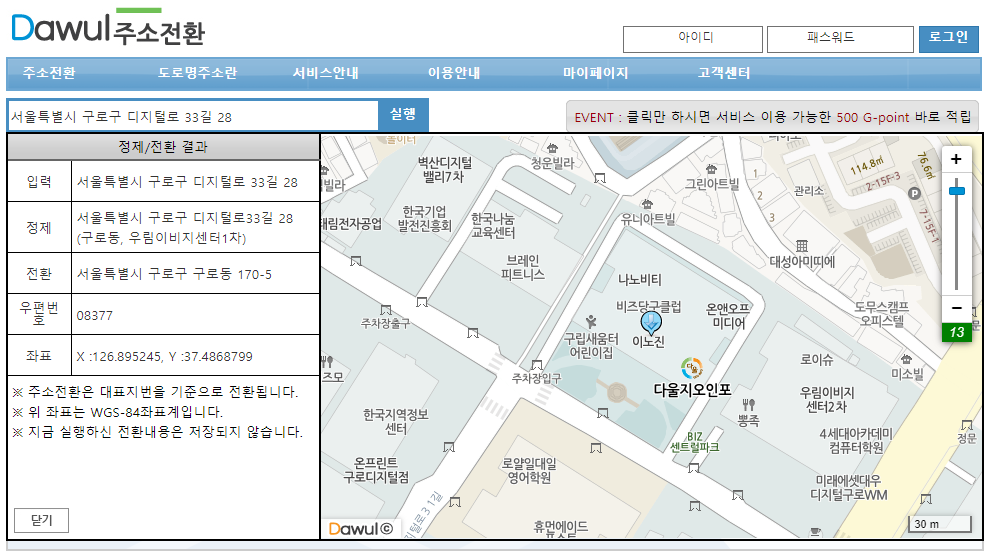 Dawul 주소전환
아이디
패스워드
로그인
주소전환
도로명주소란
서비스안내
이용안내
마이페이지
고객센터
서울특별시 구로구 디지털로 33길 28
실행
EVENT : 클릭만 하시면 서비스 이용 가능한 500 G-point 바로 적립
정제/전환 결과
입력
서울특별시 구로구 디지털로 33길 28
정제
서울특별시 구로구 디지털로33길 28
(구로동, 우림이비지센터1차)
전환
서울특별시 구로구 구로동 170-5
우편번
호
08377
좌표
X :126.895245, Y :37.4868799
※ 주소전환은 대표지번을 기준으로 전환됩니다.
※ 위 좌표는 WGS-84좌표계입니다.
※ 지금 실행하신 전환내용은 저장되지 않습니다.
닫기
놀이터
벽산디지털
밸리7차
청운빌라
114.8㎡
76.6㎡
2-15F-3
7-15F-1
P
+
빌라
그린아트빌
1
2
3
관리소
한국기업
발전진흥회
태림전자공업
한국나눔
교육센터
유니아트빌
브레인
피트니스
대성아미띠에
나노비티
비즈당구클럽
온앤오프
미디어
도무스캠프
오피스텔
−
13
주차장출구
구립새움터
어린이집
이노진
로이슈
미소빌
주차장입구
즈모
다울
다울지오인포
우림이비지
센터2차
한국지역정보
센터
뽕족
BIZ
센트럴파크
4세대아카데미
컴퓨터학원
정문
온프린트
구로디지털점
로얄일대일
영어학원
미래에셋대우
디지털구로WM
디지털로31길
휴먼에이드
Dawul ©
30 m